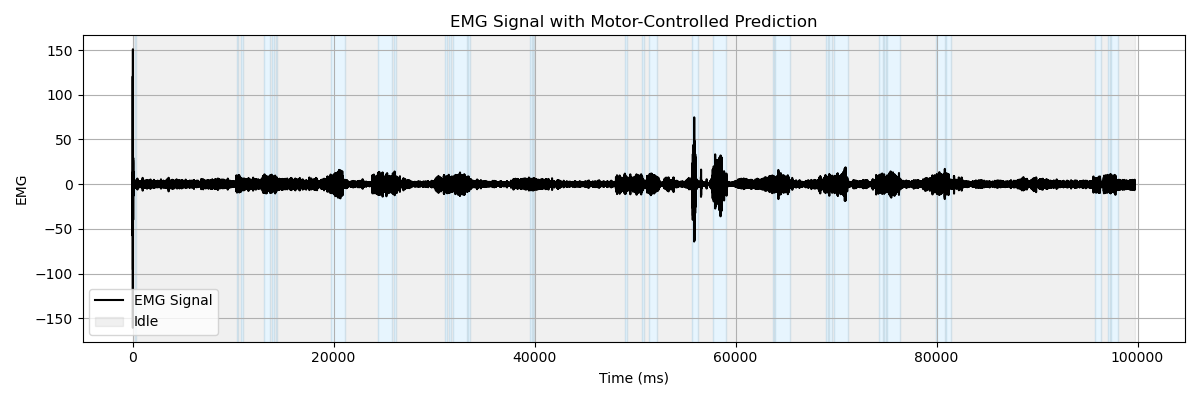 EMG Signal with Motor-Controlled Prediction
150
100
50
0
−50
−100
−150
EMG
EMG Signal
Idle
0
20000
40000
60000
80000
100000
Time (ms)